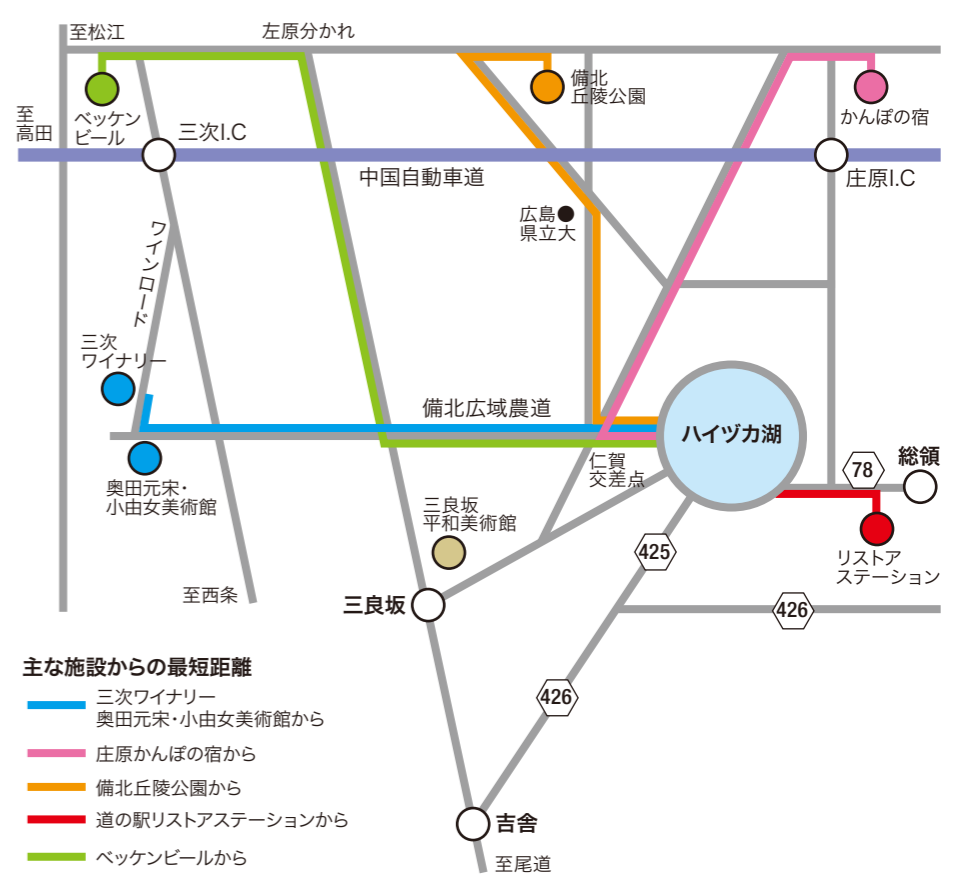 至松江
左原分かれ
備北
丘陵公園
至
高田
ベッケン
ビール
三次I.C
かんぽの宿
中国自動車道
庄原I.C
広島
県立大
ワインロード
三次
ワイナリー
備北広域農道
ハイヅカ湖
仁賀
交差点
78
総領
奥田元宋・
小由女美術館
三良坂
平和美術館
425
リストア
ステーション
至西条
三良坂
426
主な施設からの最短距離
三次ワイナリー
奥田元宋・小由女美術館から
426
庄原かんぽの宿から
備北丘陵公園から
道の駅リストアステーションから
吉舎
ベッケンビールから
至尾道